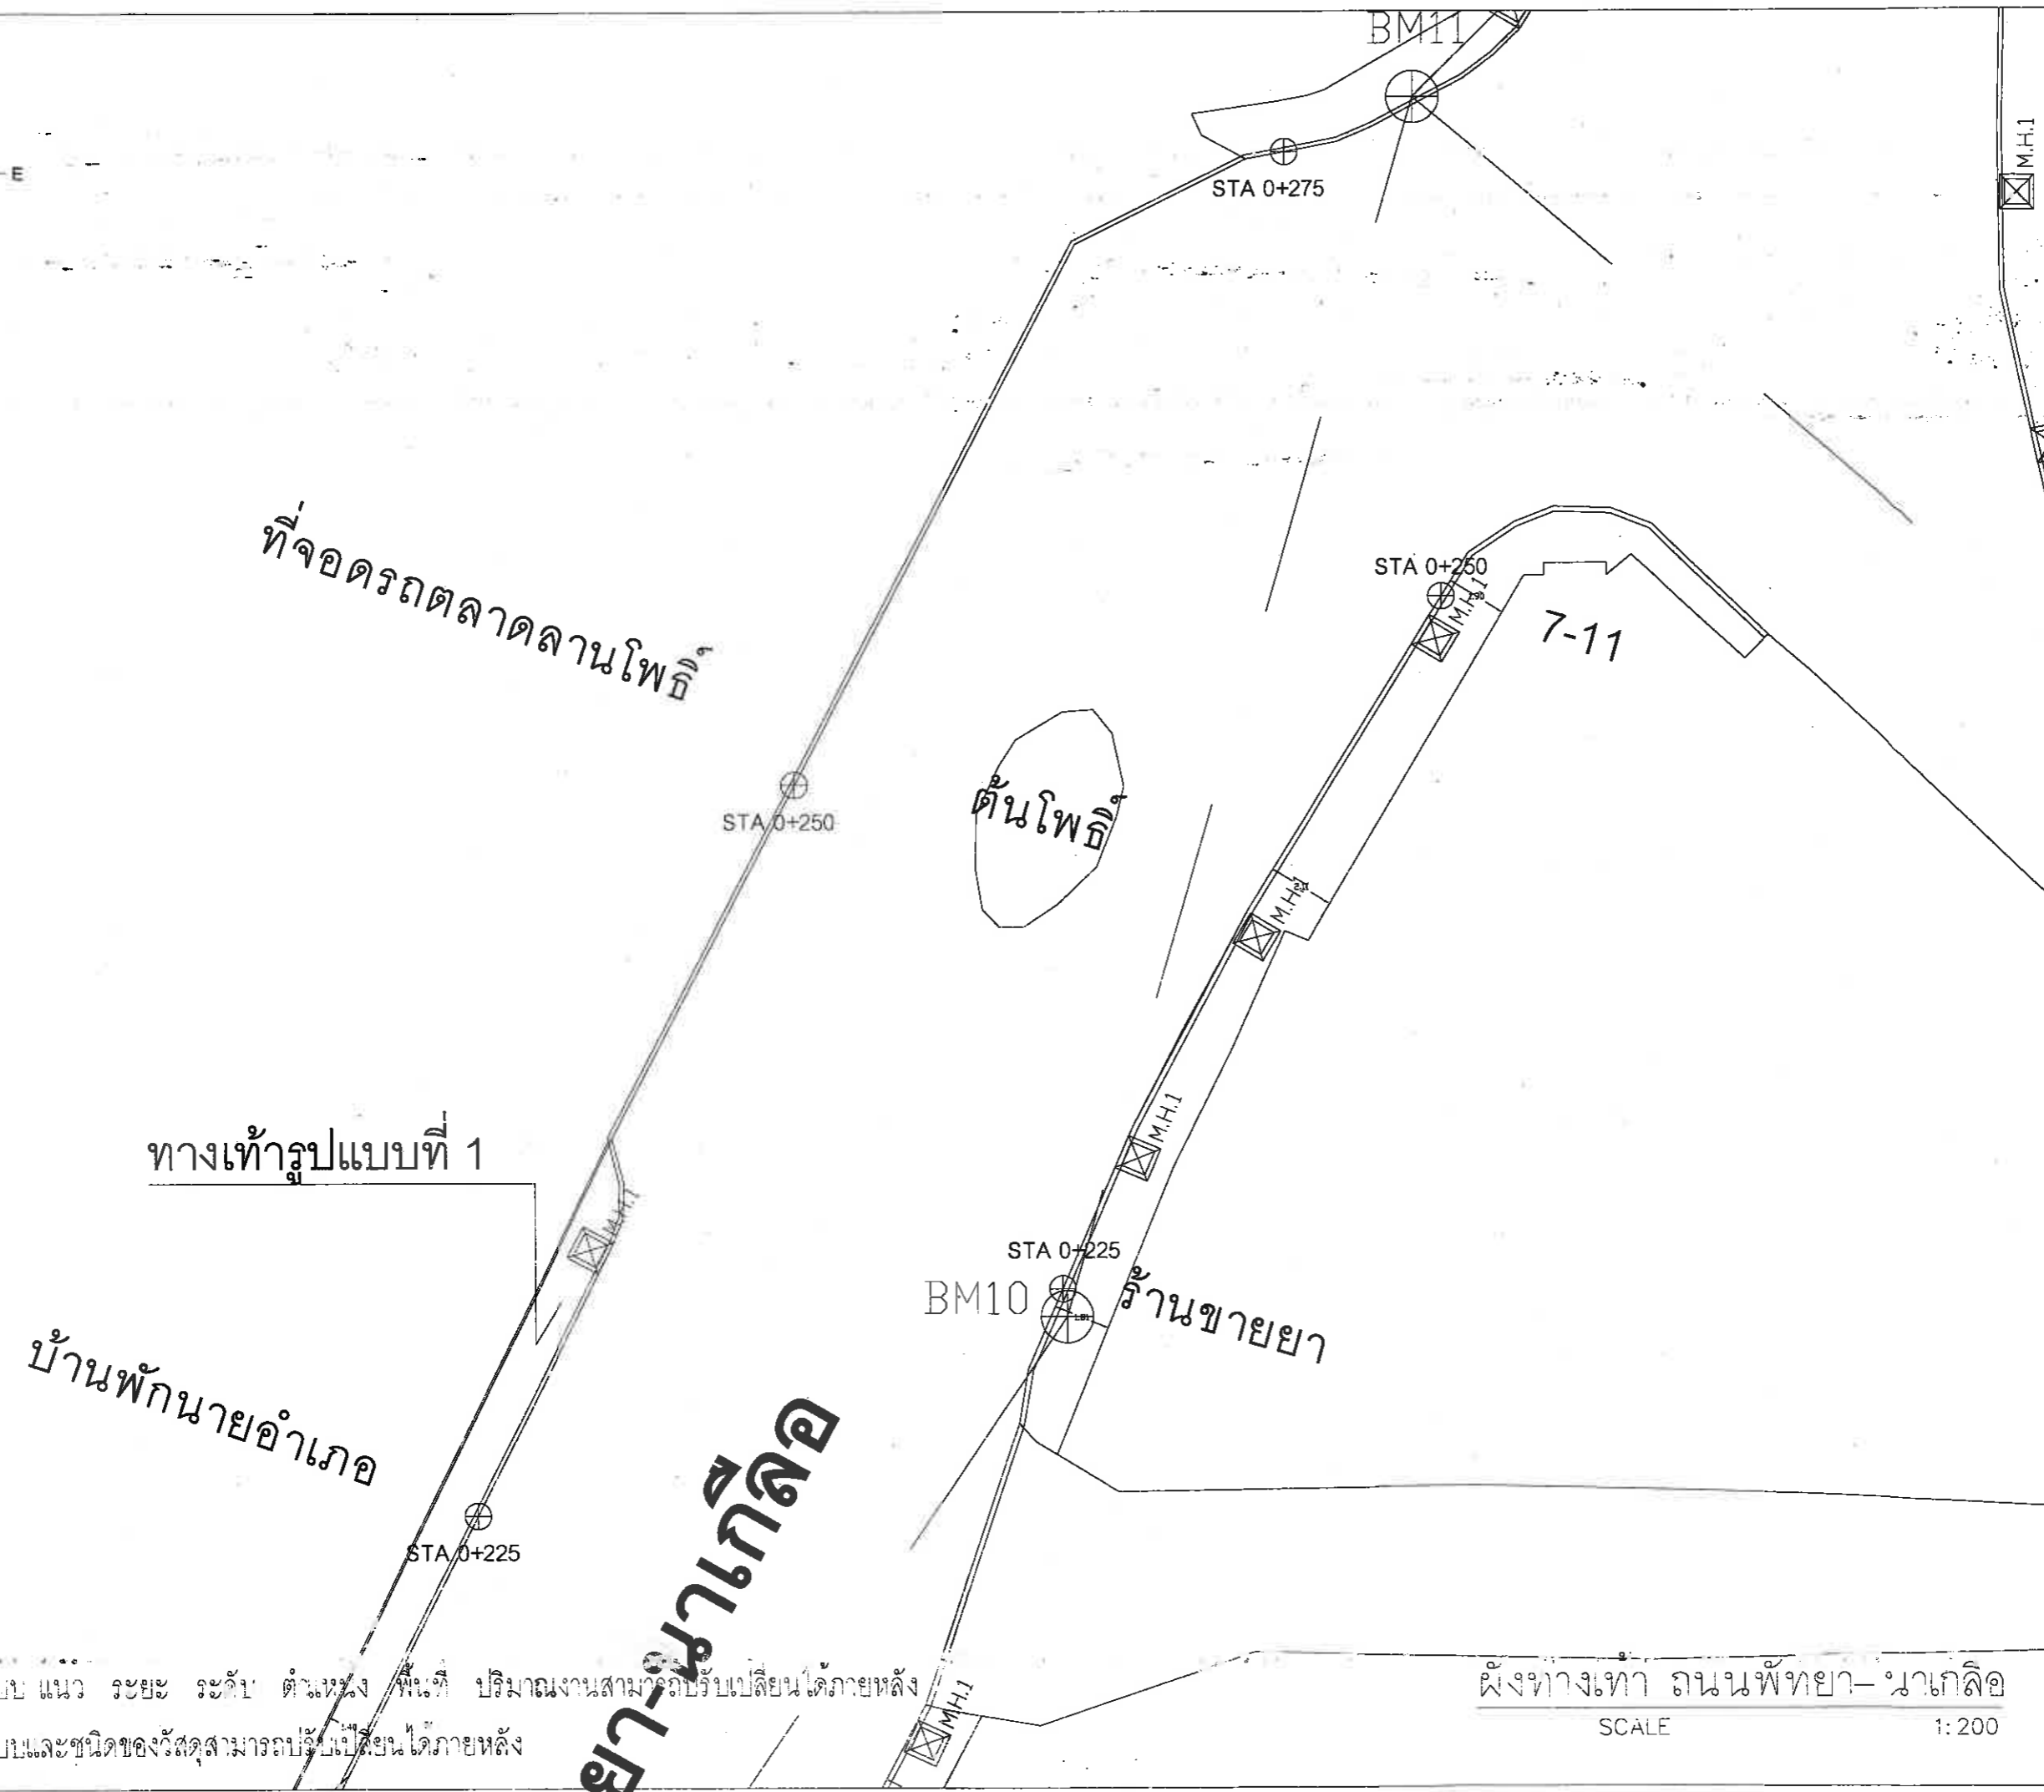 BM11
E
STA 0+275
M.H.1
ที่จอดรถตลาดลานโพธิ์
STA 0+250
M.H.1
1.90
7-11
ต้นโพธิ์
STA 0+250
M.H.1
2.11
M.H.1
ทางเท้ารูปแบบที่ 1
M.H.1
STA 0+225
BM10
ร้านขายยา
บ้านพักนายอำเภอ
STA 0+225
ยา-นาเกลือ
แนว ระยะ ระดับ ตำแหน่ง พื้นที่ ปริมาณงานสามารถปรับเปลี่ยนได้ภายหลัง
และชนิดของวัสดุสามารถปรับเปลี่ยนได้ภายหลัง
M.H.1
ผังทางเท้า ถนนพัทยา-นาเกลือ
SCALE 1:200